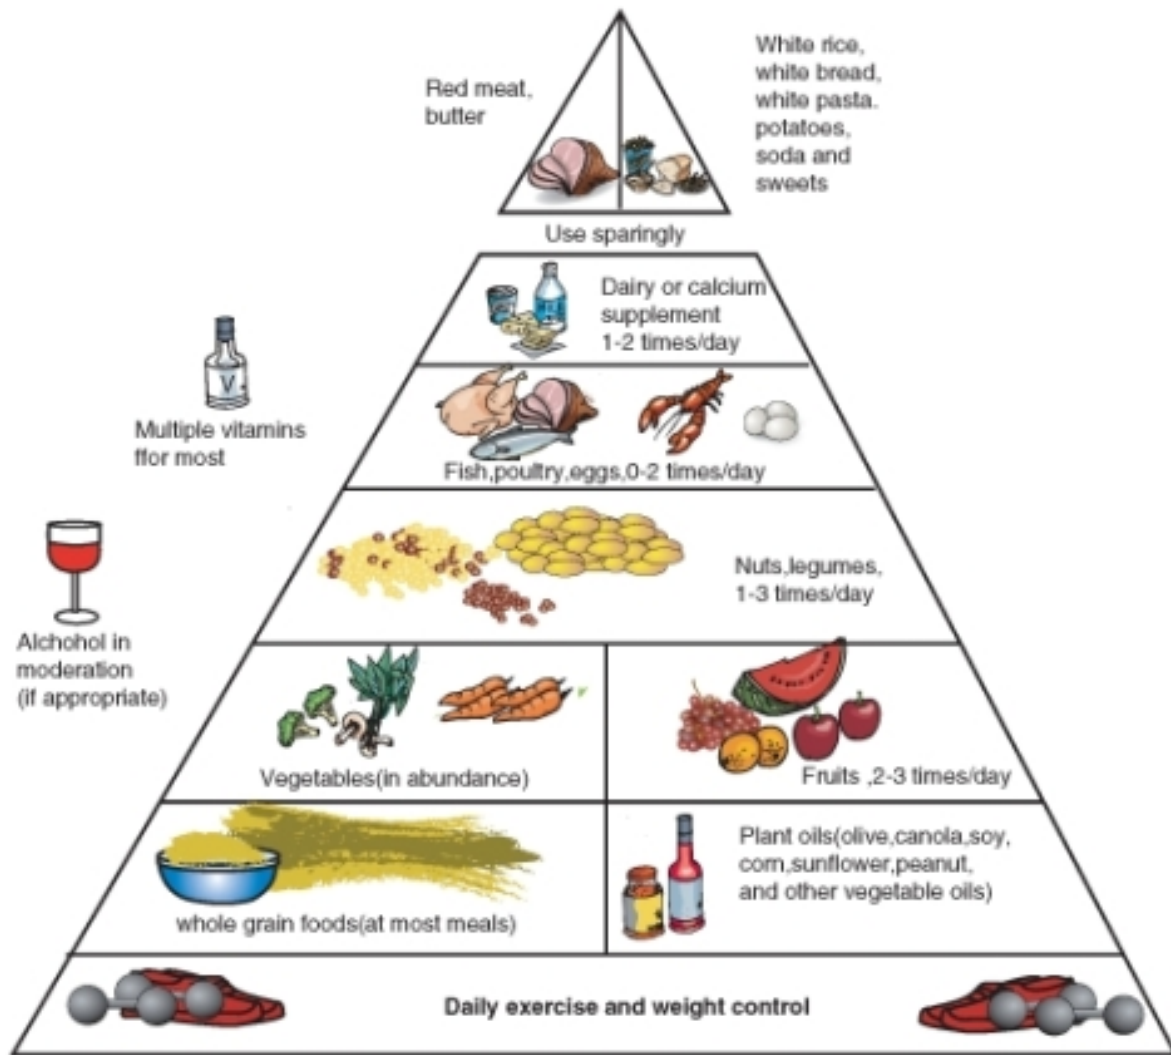 Red meat,
butter
White rice,
white bread,
white pasta.
potatoes,
soda and
sweets
Use sparingly
Dairy or calcium
supplement
1-2 times/day
V
Multiple vitamins
ffor most
Fish,poultry,eggs,0-2 times/day
Nuts,legumes,
1-3 times/day
Alchohol in
moderation
(if appropriate)
Vegetables(in abundance)
Fruits ,2-3 times/day
whole grain foods(at most meals)
Plant oils(olive,canola,soy,
corn,sunflower,peanut,
and other vegetable oils)
Daily exercise and weight control